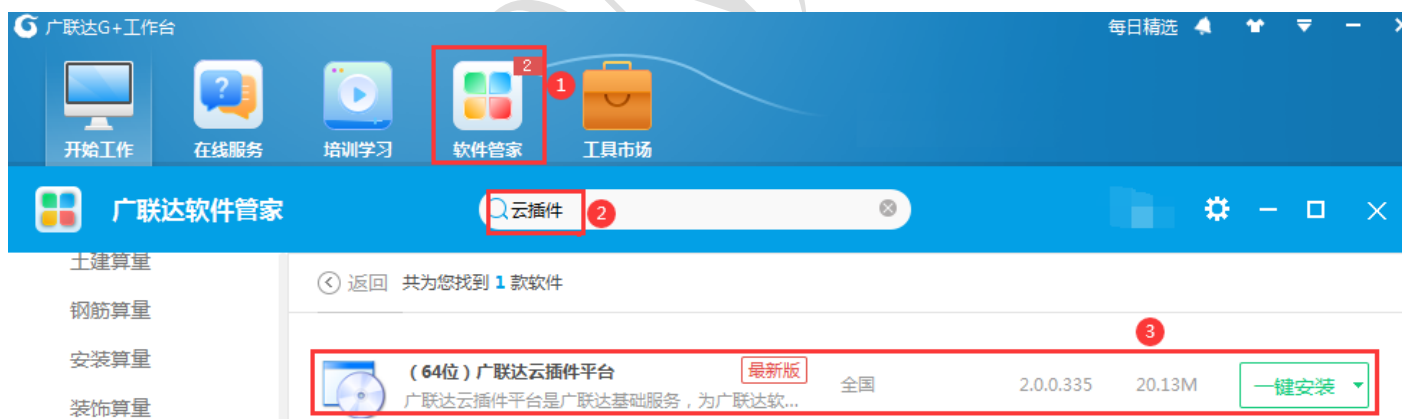 广联达G+工作台 每日精选
2
1
开始工作 在线服务 培训学习 软件管家 工具市场
广联达软件管家 云插件 2
土建算量
返回 共为您找到 1 款软件
钢筋算量
3
安装算量
(64位)广联达云插件平台 最新版
全国 2.0.0.335 20.13M 一键安装
广联达云插件平台是广联达基础服务,为广联达软...
装饰算量